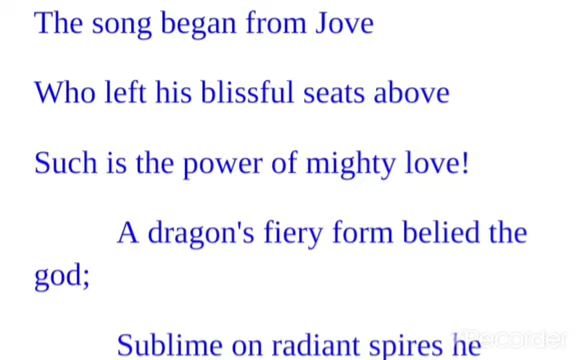 The song began from Jove
Who left his blissful seats above
Such is the power of mighty love!
A dragon's fiery form belied the
god;
Sublime on radiant spires he